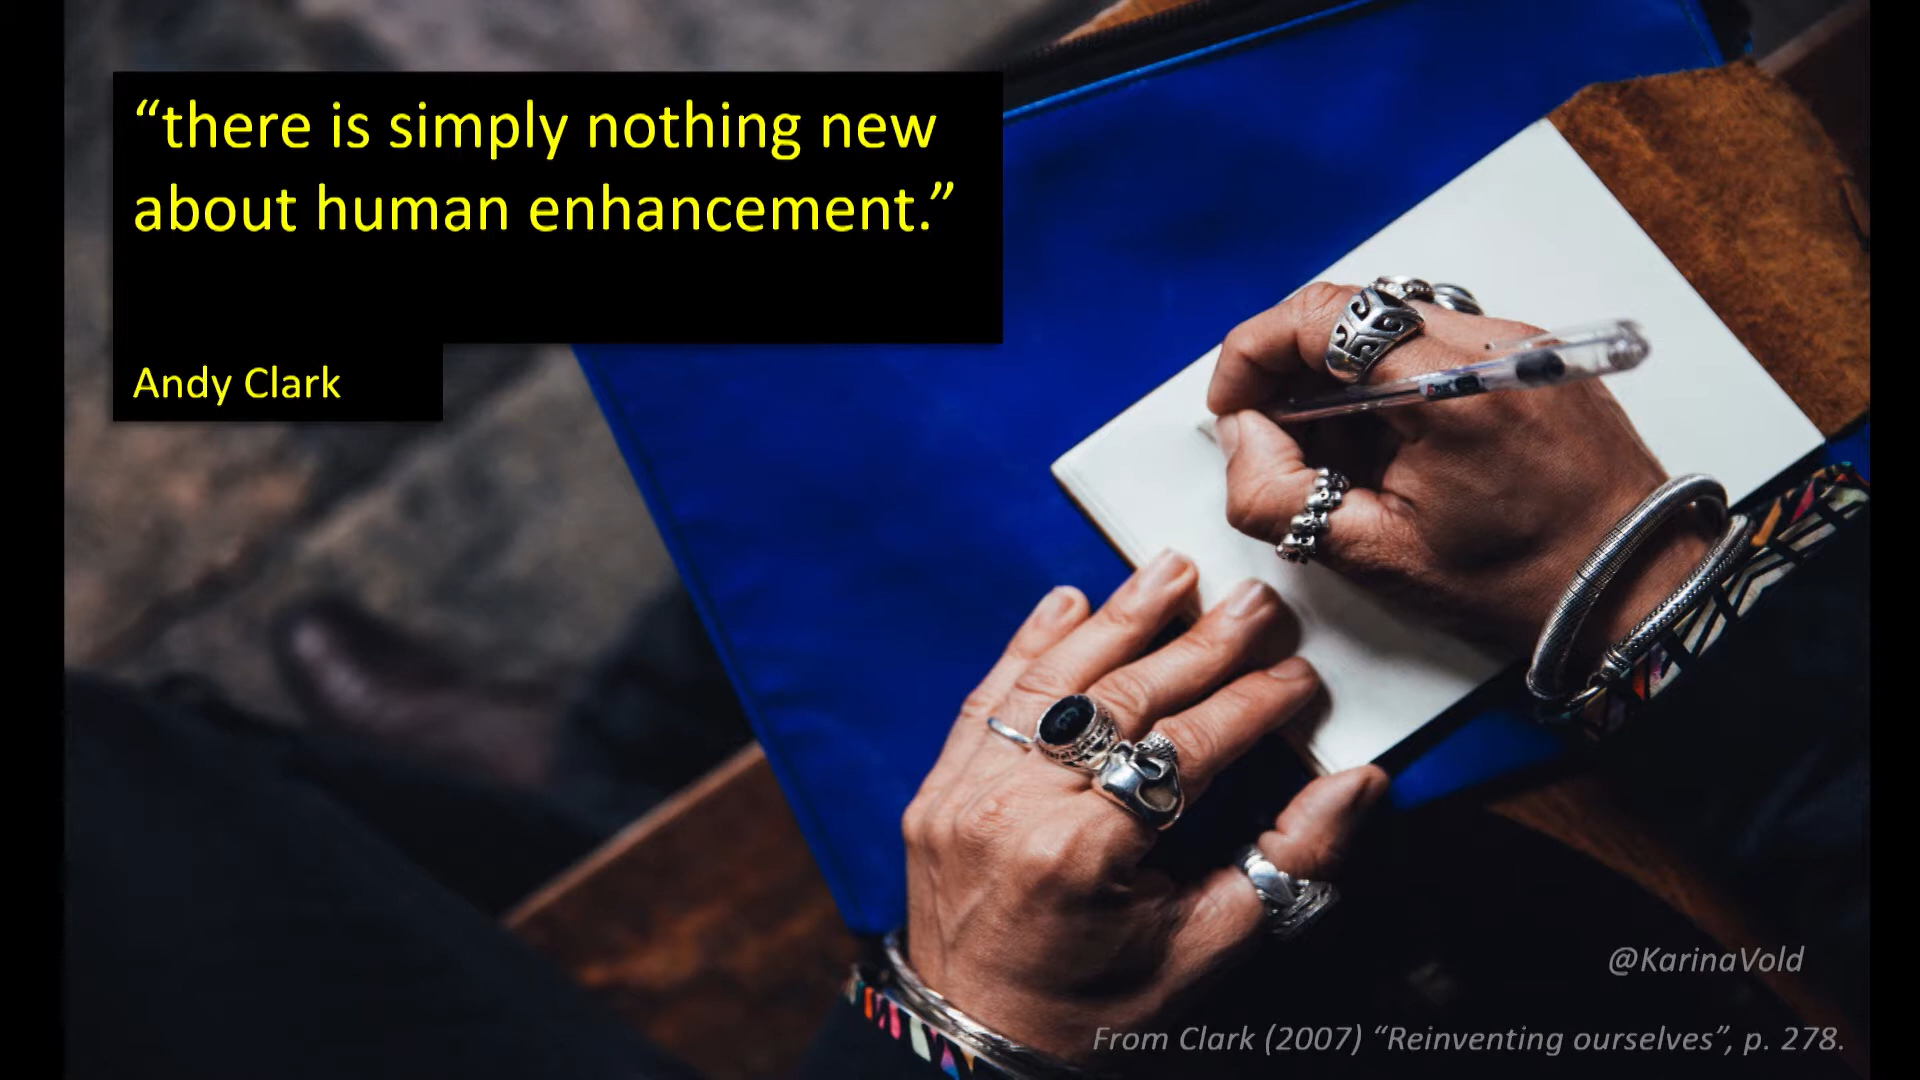 “there is simply nothing new
about human enhancement.”
Andy Clark
@KarinaVold
From Clark (2007) “Reinventing ourselves”, p. 278.